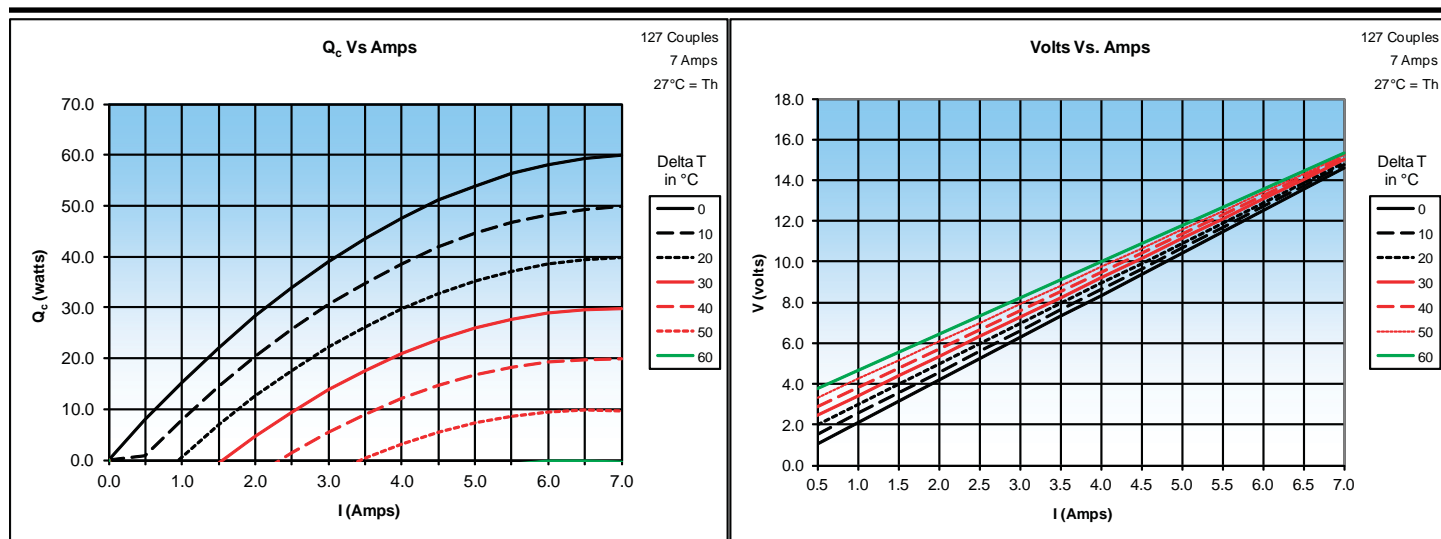 Qc Vs Amps
127 Couples
7 Amps
27°C = Th
70.0
60.0
50.0
40.0
30.0
20.0
10.0
0.0
Qc (watts)
0.0 1.0 2.0 3.0 4.0 5.0 6.0 7.0
I (Amps)
Delta T
in °C
0
10
20
30
40
50
60
Volts Vs. Amps
127 Couples
7 Amps
27°C = Th
18.0
16.0
14.0
12.0
10.0
8.0
6.0
4.0
2.0
0.0
V (volts)
0.5 1.0 1.5 2.0 2.5 3.0 3.5 4.0 4.5 5.0 5.5 6.0 6.5 7.0
I (Amps)
Delta T
in °C
0
10
20
30
40
50
60